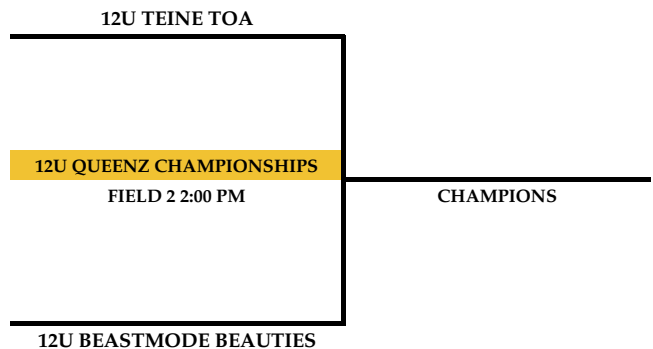 12U TEINE TOA
12U QUEENZ CHAMPIONSHIPS
FIELD 2 2:00 PM
CHAMPIONS
12U BEASTMODE BEAUTIES